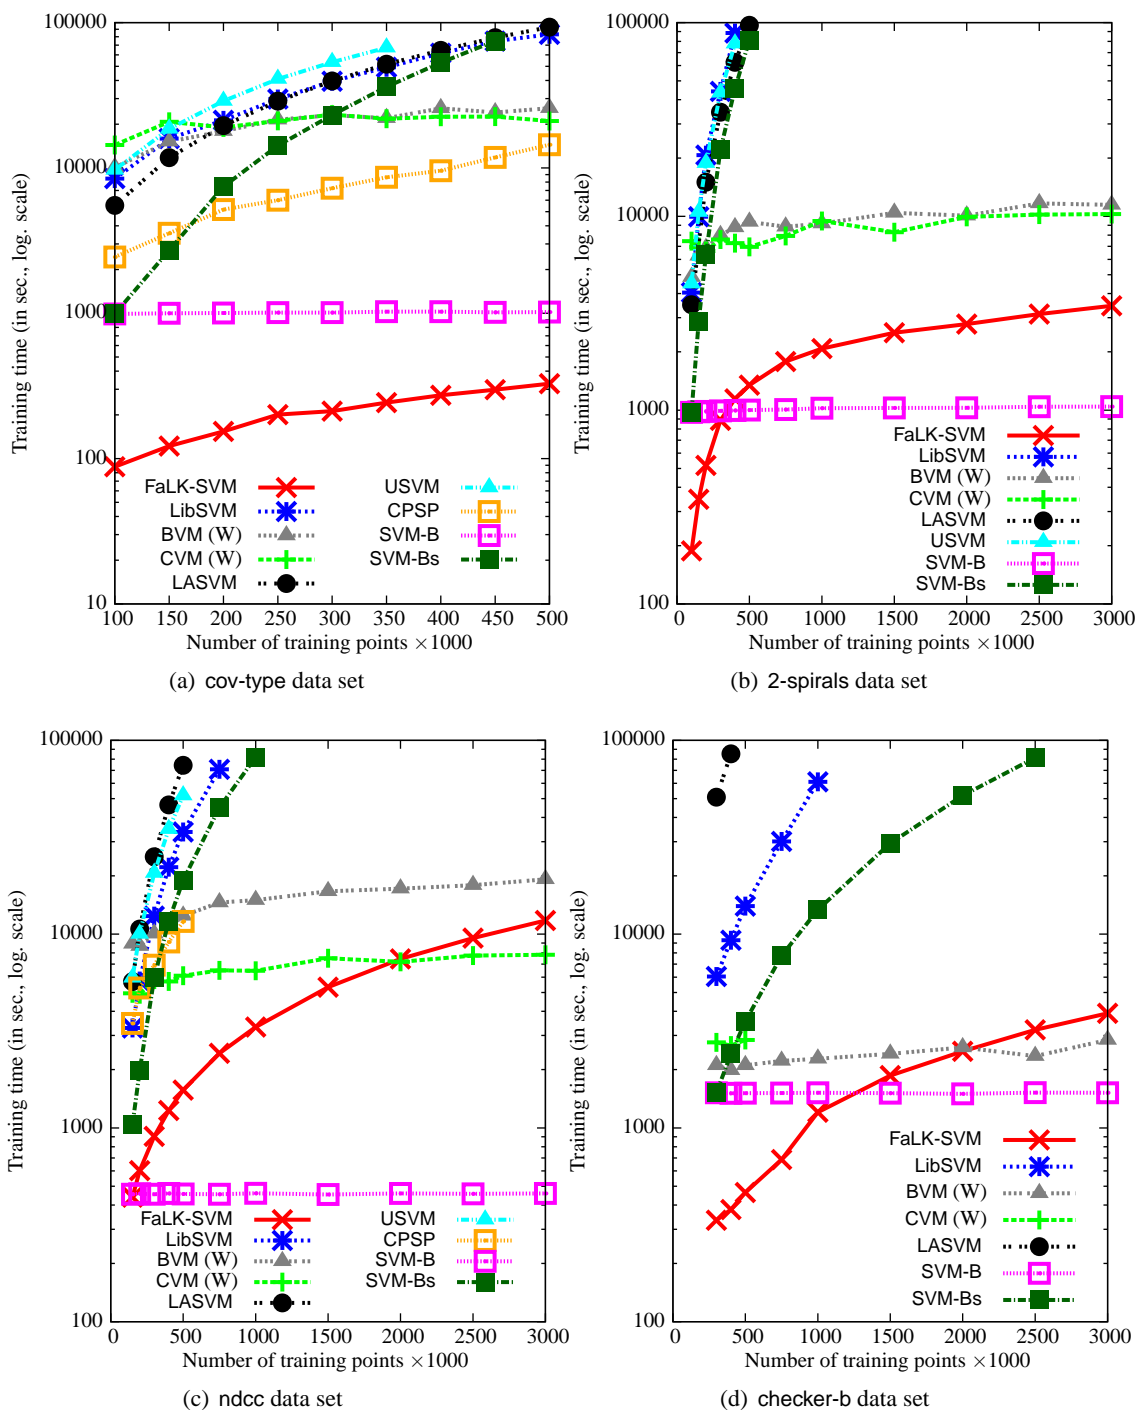 100000
10000
1000
100
10
Training time (in sec., log. scale)
100 150 200 250 300 350 400 450 500
Number of training points ×1000
FaLK-SVM
LibSVM
BVM (W)
CVM (W)
LASVM
USVM
CPSP
SVM-B
SVM-Bs
(a) cov-type data set
100000
10000
1000
100
Training time (in sec., log. scale)
0 500 1000 1500 2000 2500 3000
Number of training points ×1000
FaLK-SVM
LibSVM
BVM (W)
CVM (W)
LASVM
USVM
SVM-B
SVM-Bs
(b) 2-spirals data set
100000
10000
1000
100
Training time (in sec., log. scale)
0 500 1000 1500 2000 2500 3000
Number of training points ×1000
FaLK-SVM
LibSVM
BVM (W)
CVM (W)
LASVM
USVM
CPSP
SVM-B
SVM-Bs
(c) ndcc data set
100000
10000
1000
100
Training time (in sec., log. scale)
0 500 1000 1500 2000 2500 3000
Number of training points ×1000
FaLK-SVM
LibSVM
BVM (W)
CVM (W)
LASVM
SVM-B
SVM-Bs
(d) checker-b data set